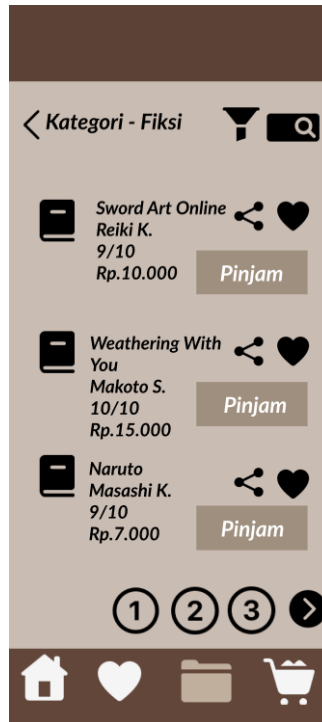 Kategori - Fiksi
Sword Art Online
Reiki K.
9/10
Rp.10.000
Pinjam
Weathering With
You
Makoto S.
10/10
Rp.15.000
Pinjam
Naruto
Masashi K.
9/10
Rp.7.000
Pinjam
1 2 3